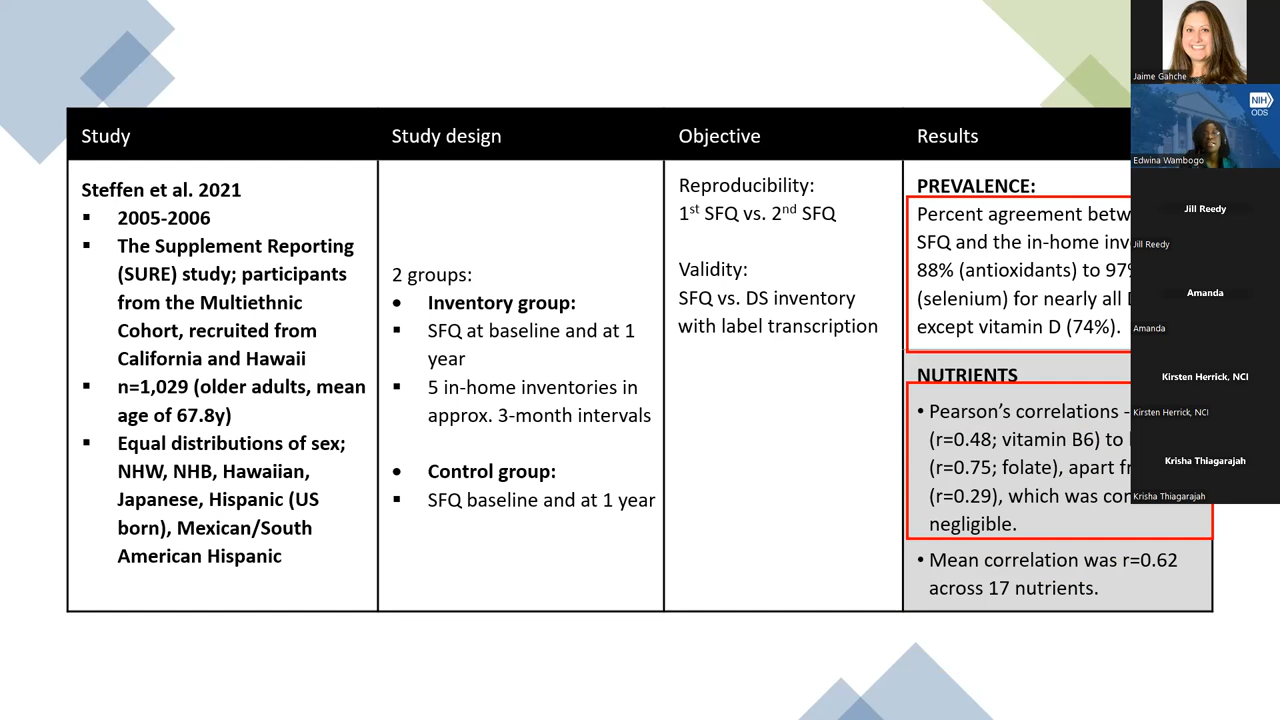 Study
Steffen et al. 2021
▪ 2005-2006
▪ The Supplement Reporting
(SURE) study; participants
from the Multiethnic
Cohort, recruited from
California and Hawaii
▪ n=1,029 (older adults, mean
age of 67.8y)
▪ Equal distributions of sex;
NHW, NHB, Hawaiian,
Japanese, Hispanic (US
born), Mexican/South
American Hispanic
Study design
2 groups:
• Inventory group:
▪ SFQ at baseline and at 1
year
▪ 5 in-home inventories in
approx. 3-month intervals
• Control group:
▪ SFQ baseline and at 1 year
Objective
Reproducibility:
1st SFQ vs. 2nd SFQ
Validity:
SFQ vs. DS inventory
with label transcription
Results
PREVALENCE:
Percent agreement
SFQ and the in-home
88% (antioxidants) to
(selenium) for nearly all
except vitamin D (74%).
NUTRIENTS
• Pearson’s correlations -
(r=0.48; vitamin B6) to
(r=0.75; folate), apart
(r=0.29), which was
negligible.
• Mean correlation was r=0.62
across 17 nutrients.
Jaime Gahche
NIH
ODS
Edwina Wambogo
Jill Reedy
Jill Reedy
Amanda
Amanda
Kirsten Herrick, NCI
Kirsten Herrick, NCI
Krisha Thiagarajah
Krisha Thiagarajah